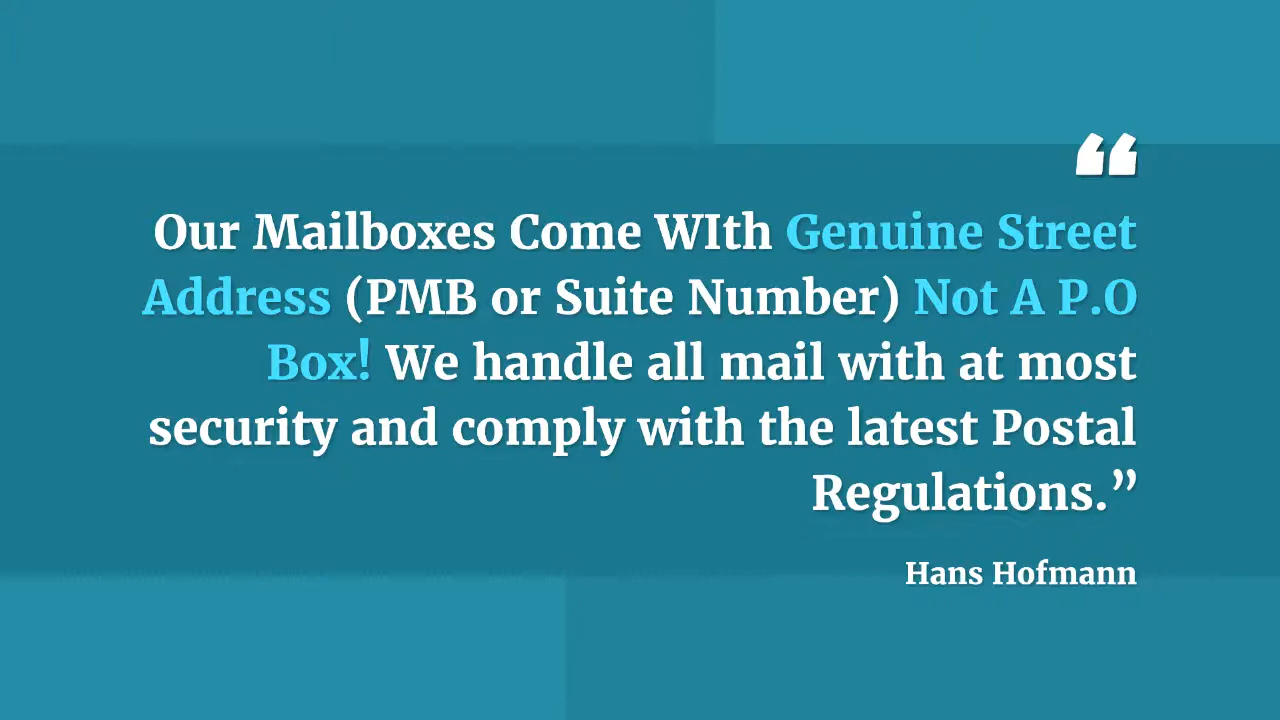 “
Our Mailboxes Come WIth Genuine Street
Address (PMB or Suite Number) Not A P.O
Box! We handle all mail with at most
security and comply with the latest Postal
Regulations.”
Hans Hofmann